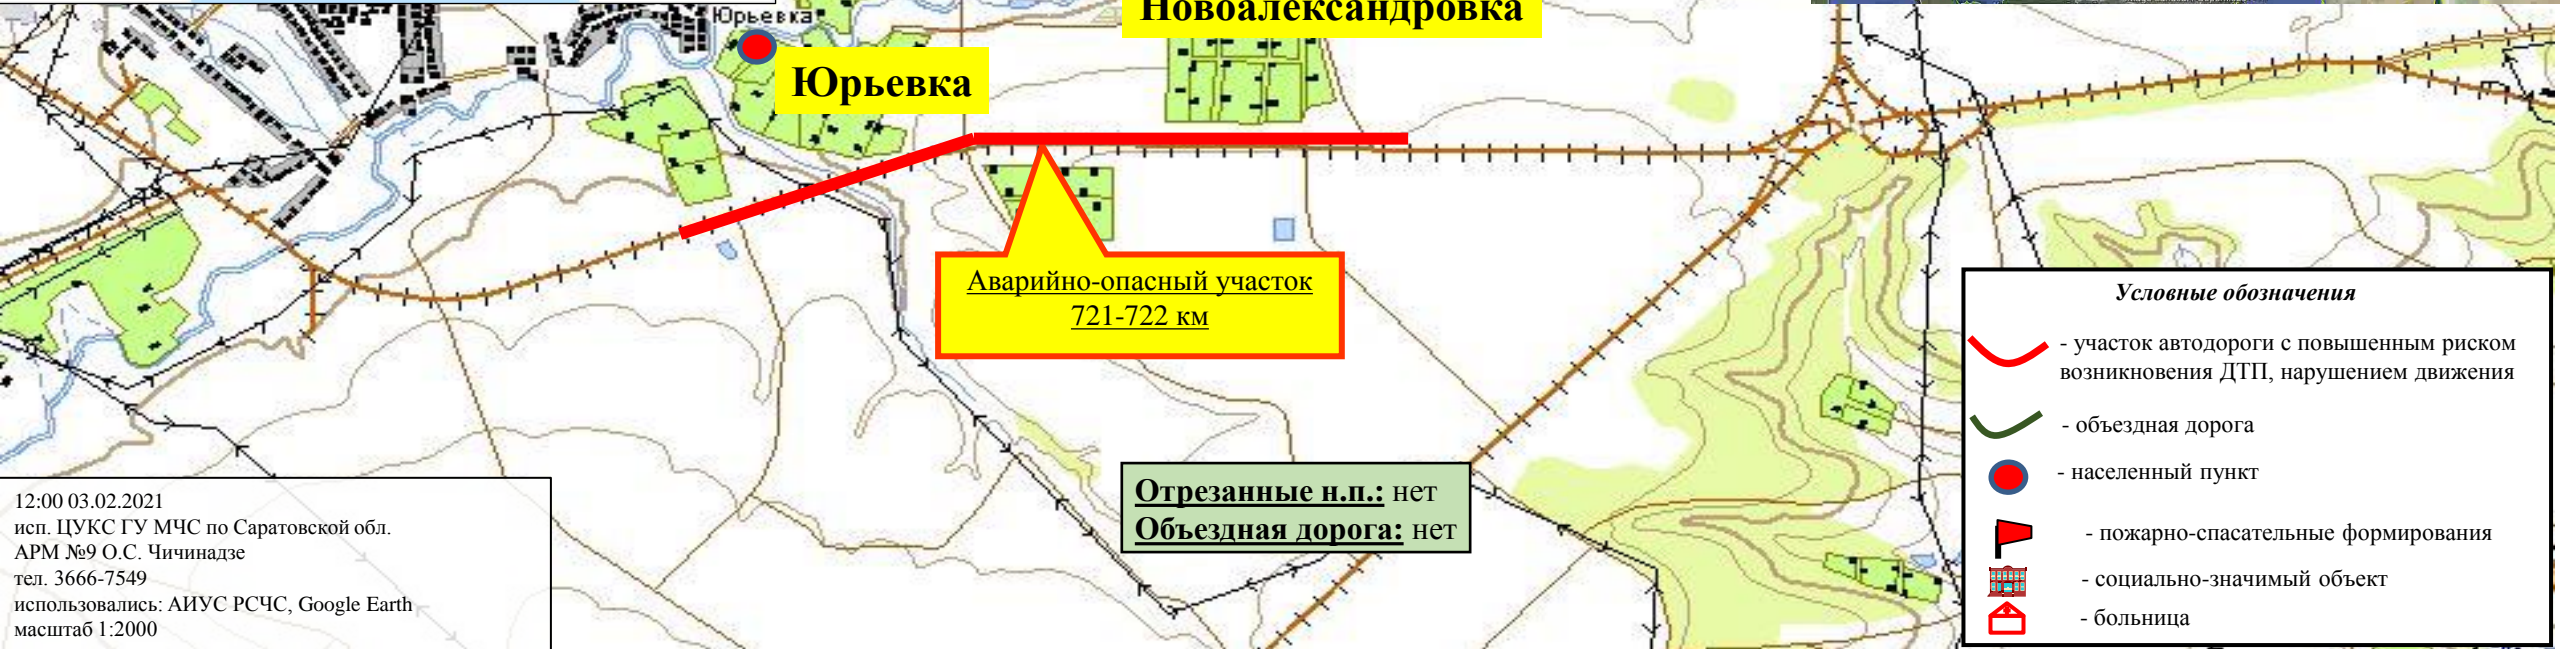 Юрьевка
Новоалександровка
Юрьевка
Аварийно-опасный участок
721-722 км
Условные обозначения
- участок автодороги с повышенным риском
возникновения ДТП, нарушением движения
- объездная дорога
- населенный пункт
- пожарно-спасательные формирования
- социально-значимый объект
- больница
Отрезанные н.п.: нет
Объездная дорога: нет
12:00 03.02.2021
исп. ЦУКС ГУ МЧС по Саратовской обл.
АРМ №9 О.С. Чичинадзе
тел. 3666-7549
использовались: АИУС РСЧС, Google Earth
масштаб 1:2000